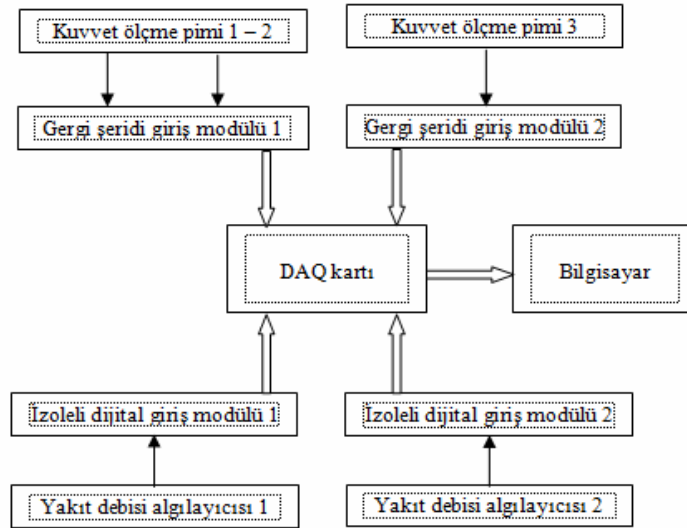 Kuvvet ölçme pimi 1 – 2
Kuvvet ölçme pimi 3
Gergi şeridi giriş modülü 1
Gergi şeridi giriş modülü 2
DAQ kartı
Bilgisayar
İzoleli dijital giriş modülü 1
İzoleli dijital giriş modülü 2
Yakıt debisi algılayıcısı 1
Yakıt debisi algılayıcısı 2